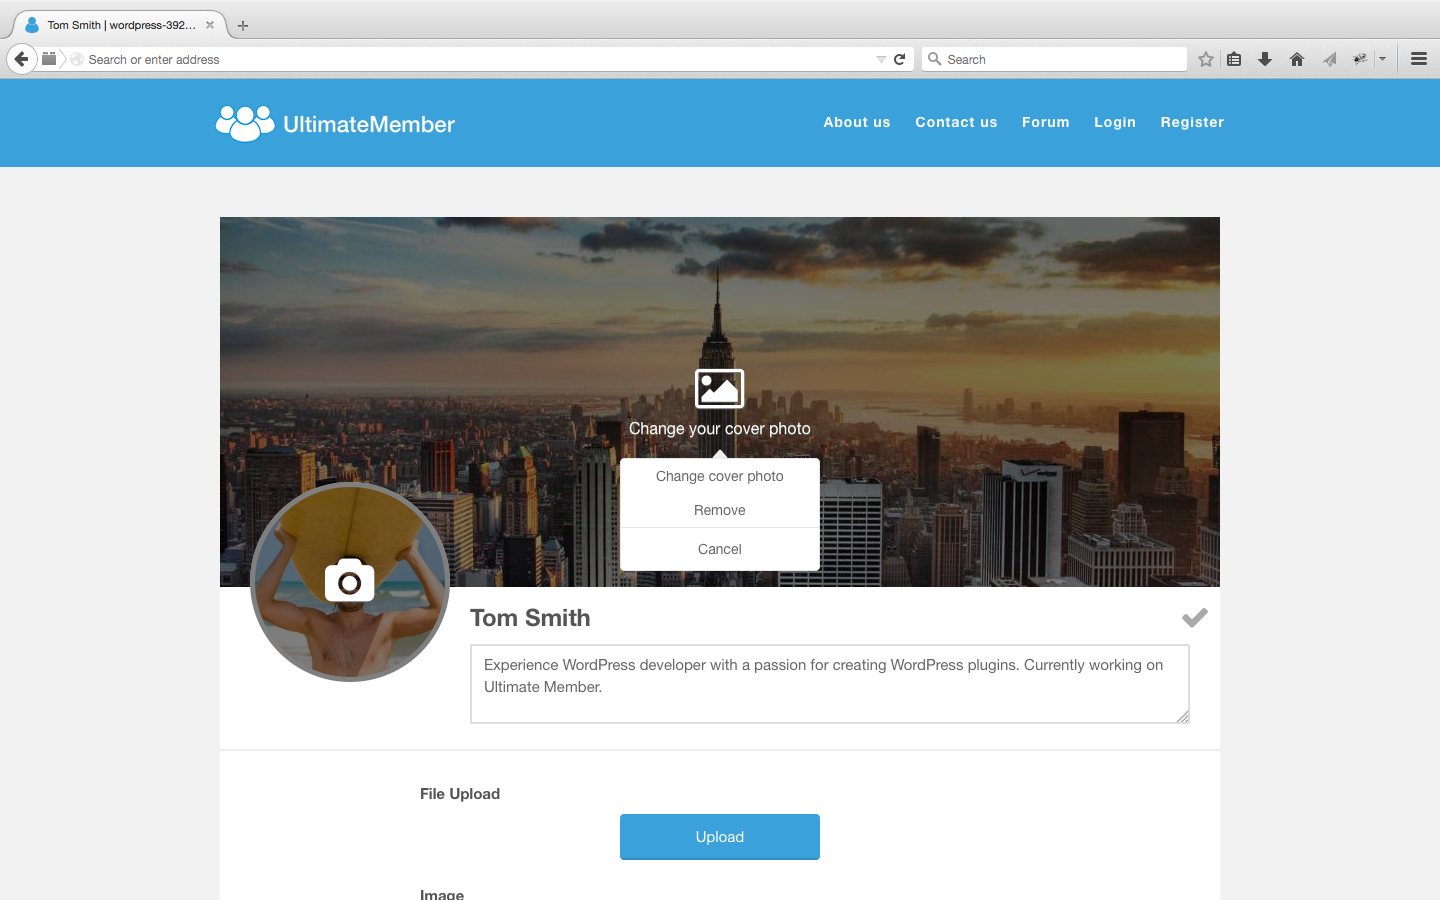 Tom Smith | wordpress-392...
Search or enter address
Search
UltimateMember
About us
Contact us
Forum
Login
Register
Change your cover photo
Change cover photo
Remove
Cancel
Tom Smith
Experience WordPress developer with a passion for creating WordPress plugins. Currently working on
Ultimate Member.
File Upload
Upload
Image